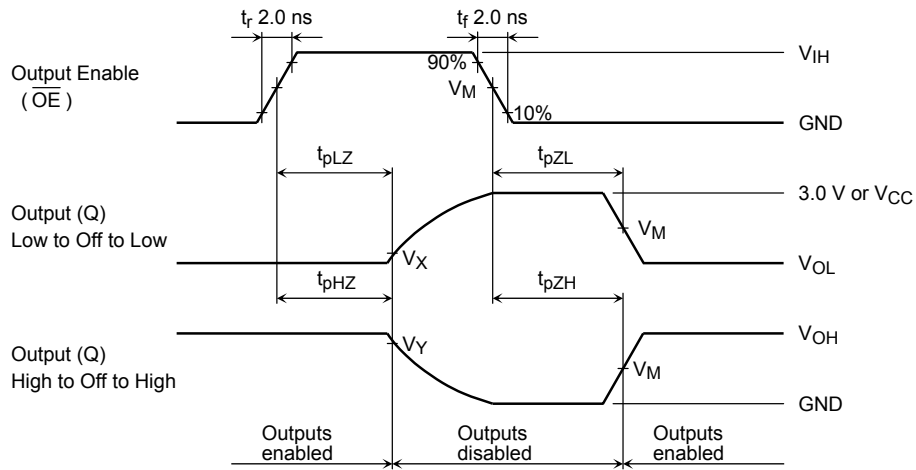 tr 2.0 ns
tf 2.0 ns
Output Enable
( OE )
90%
VM
10%
VIH
GND
tpLZ
tpZL
3.0 V or VCC
Output (Q)
Low to Off to Low
VX
VM
VOL
tpHZ
tpZH
VOH
Output (Q)
High to Off to High
VY
VM
GND
Outputs
enabled
Outputs
disabled
Outputs
enabled